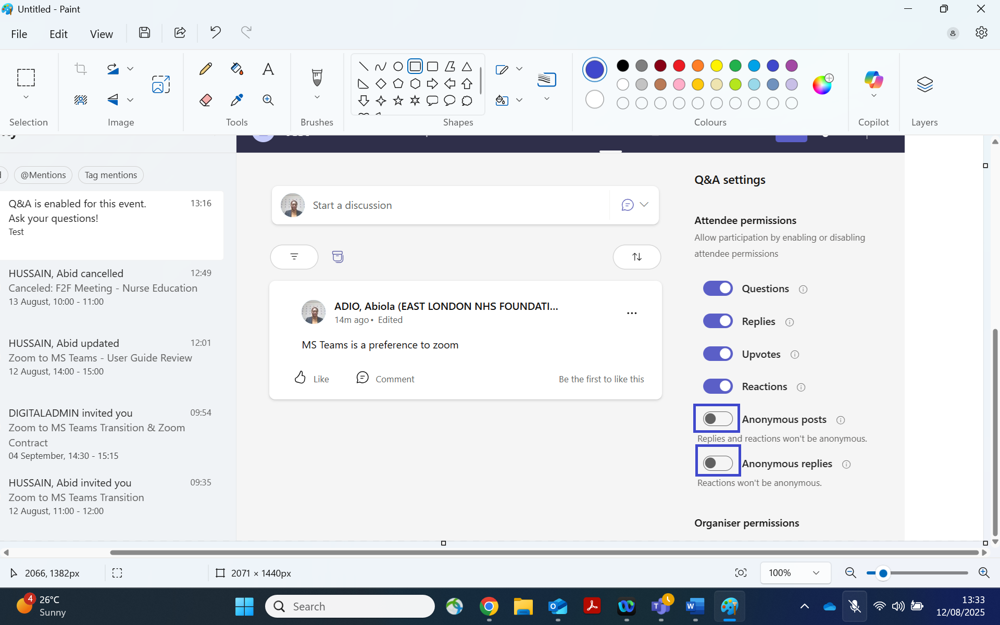 Untitled - Paint
File Edit View
Selection Image Tools Brushes Shapes Colours Copilot Layers
@Mentions Tag mentions
Q&A is enabled for this event. 13:16
Ask your questions!
Test
HUSSAIN, Abid cancelled 12:49
Canceled: F2F Meeting - Nurse Education
13 August, 10:00 - 11:00
HUSSAIN, Abid updated 12:01
Zoom to MS Teams - User Guide Review
12 August, 14:00 - 15:00
DIGITALADMIN invited you 09:54
Zoom to MS Teams Transition & Zoom
Contract
04 September, 14:30 - 15:15
HUSSAIN, Abid invited you 09:35
Zoom to MS Teams Transition
12 August, 11:00 - 12:00
Start a discussion
ADIO, Abiola (EAST LONDON NHS FOUNDATI...
14m ago • Edited
MS Teams is a preference to zoom
Like Comment Be the first to like this
Q&A settings
Attendee permissions
Allow participation by enabling or disabling
attendee permissions
Questions
Replies
Upvotes
Reactions
Anonymous posts
Replies and reactions won't be anonymous.
Anonymous replies
Reactions won't be anonymous.
Organiser permissions
2066, 1382px 2071 × 1440px 100%
4 26°C
Sunny
Search
13:33
12/08/2025